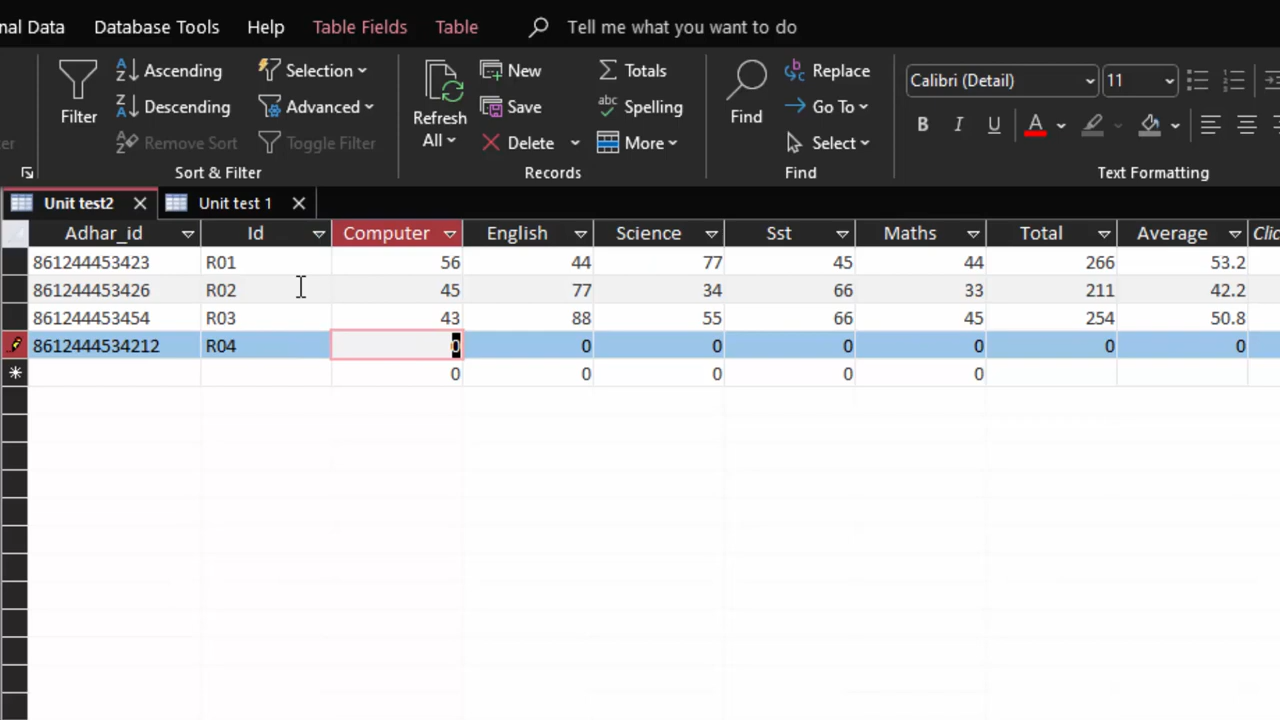 nal Data Database Tools Help Table Fields Table Tell me what you want to do
Filter Ascending Selection New Totals Replace Calibri (Detail) 11
Descending Advanced Refresh All Save Spelling Find Go To B I U A
Remove Sort Toggle Filter Delete More Select
Sort & Filter Records Find Text Formatting
Unit test2 Unit test 1
Adhar_id Id Computer English Science Sst Maths Total Average Clic
861244453423 R01 56 44 77 45 44 266 53.2
861244453426 R02 45 77 34 66 33 211 42.2
861244453454 R03 43 88 55 66 45 254 50.8
8612444534212 R04 0 0 0 0 0 0 0
0 0 0 0 0